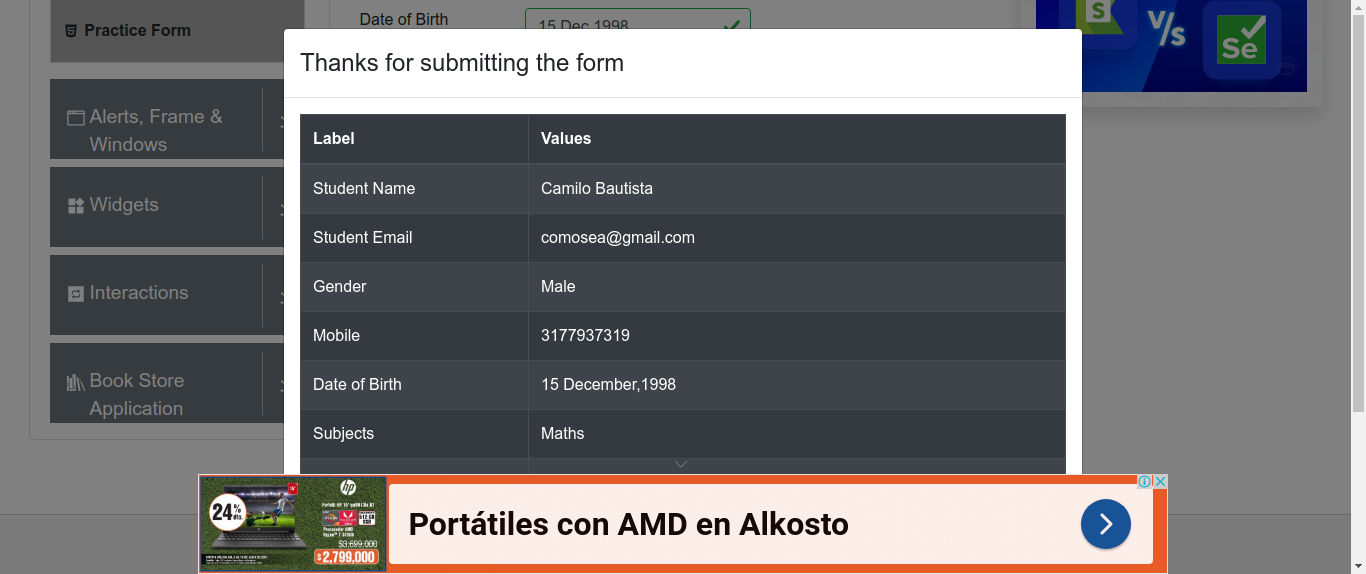 Practice Form
Date of Birth
15 Dec 1998
S
V/s
Se
Thanks for submitting the form
Alerts, Frame &
Windows
Widgets
Interactions
Book Store
Application
Label Values
Student Name Camilo Bautista
Student Email comosea@gmail.com
Gender Male
Mobile 3177937319
Date of Birth 15 December,1998
Subjects Maths
24%
hp
$3.699.000
$2,799,000
Portátiles con AMD en Alkosto